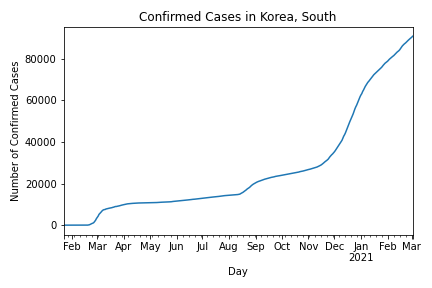 Confirmed Cases in Korea, South
Number of Confirmed Cases
80000
60000
40000
20000
0
Feb Mar Apr May Jun Jul Aug Sep Oct Nov Dec Jan Feb Mar
2021
Day